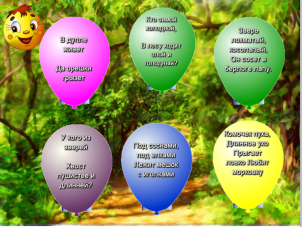 В дупле
живет
Да орешки
грызет
Кто зимой
холодной,
В лесу ходит
злой и
голодный?
Зверь
лохматый,
косолапый,
Он сосет в
берлоге лапу.
У кого из
зверей
Хвост
пушистее и
длинней?
Под соснами,
под елками
Лежит мешок
с иголками
Комочек пуха,
Длинное ухо
Прыгает
ловко Любит
морковку